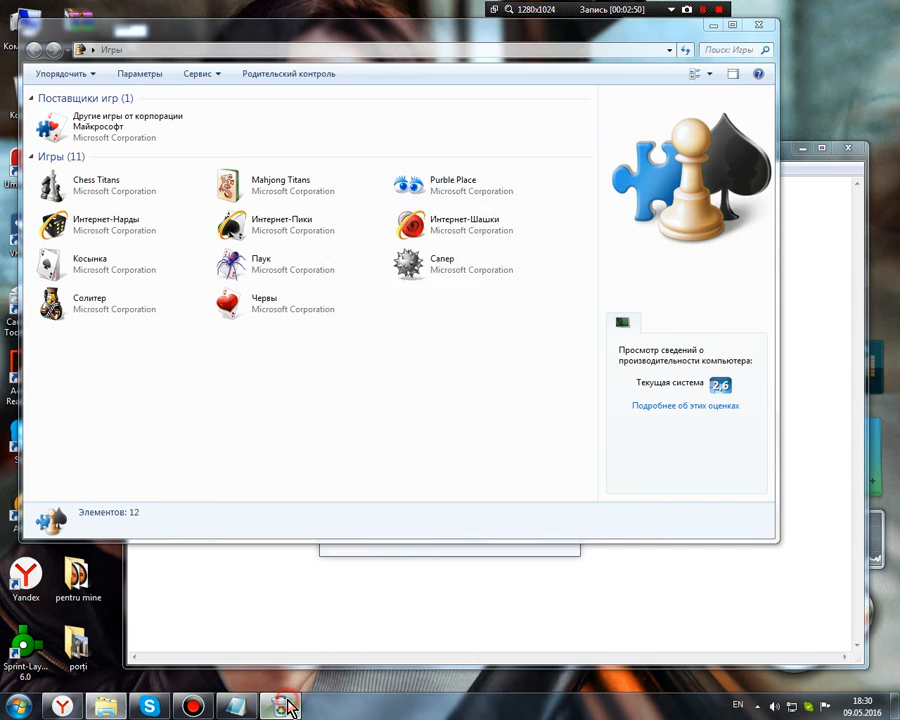 1280x1024 Запись [00:02:50]
Игры
Поиск: Игры
Упорядочить Параметры Сервис Родительский контроль
Поставщики игр (1)
Другие игры от корпорации
Майкрософт
Microsoft Corporation
Игры (11)
Chess Titans
Microsoft Corporation
Mahjong Titans
Microsoft Corporation
Purble Place
Microsoft Corporation
Интернет-Нарды
Microsoft Corporation
Интернет-Пики
Microsoft Corporation
Интернет-Шашки
Microsoft Corporation
Косынка
Microsoft Corporation
Паук
Microsoft Corporation
Сапер
Microsoft Corporation
Солитер
Microsoft Corporation
Червы
Microsoft Corporation
Просмотр сведений о
производительности компьютера:
Текущая система 2,6
Подробнее об этих оценках
Элементов: 12
Yandex
pentru mine
Sprint-Lay...
6.0
porți
EN
18:30
09.05.2016